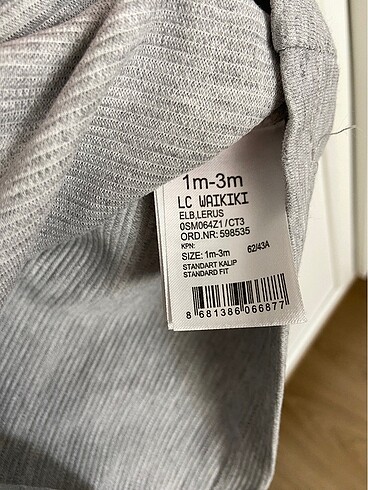 1m-3m
LC WAIKIKI
ELB,LERUS
0SM064Z1 / CT3
ORD.NR: 598535
KPN:
SIZE: 1m-3m 62/43A
STANDART KALIP
STANDARD FIT
8 681386 066877